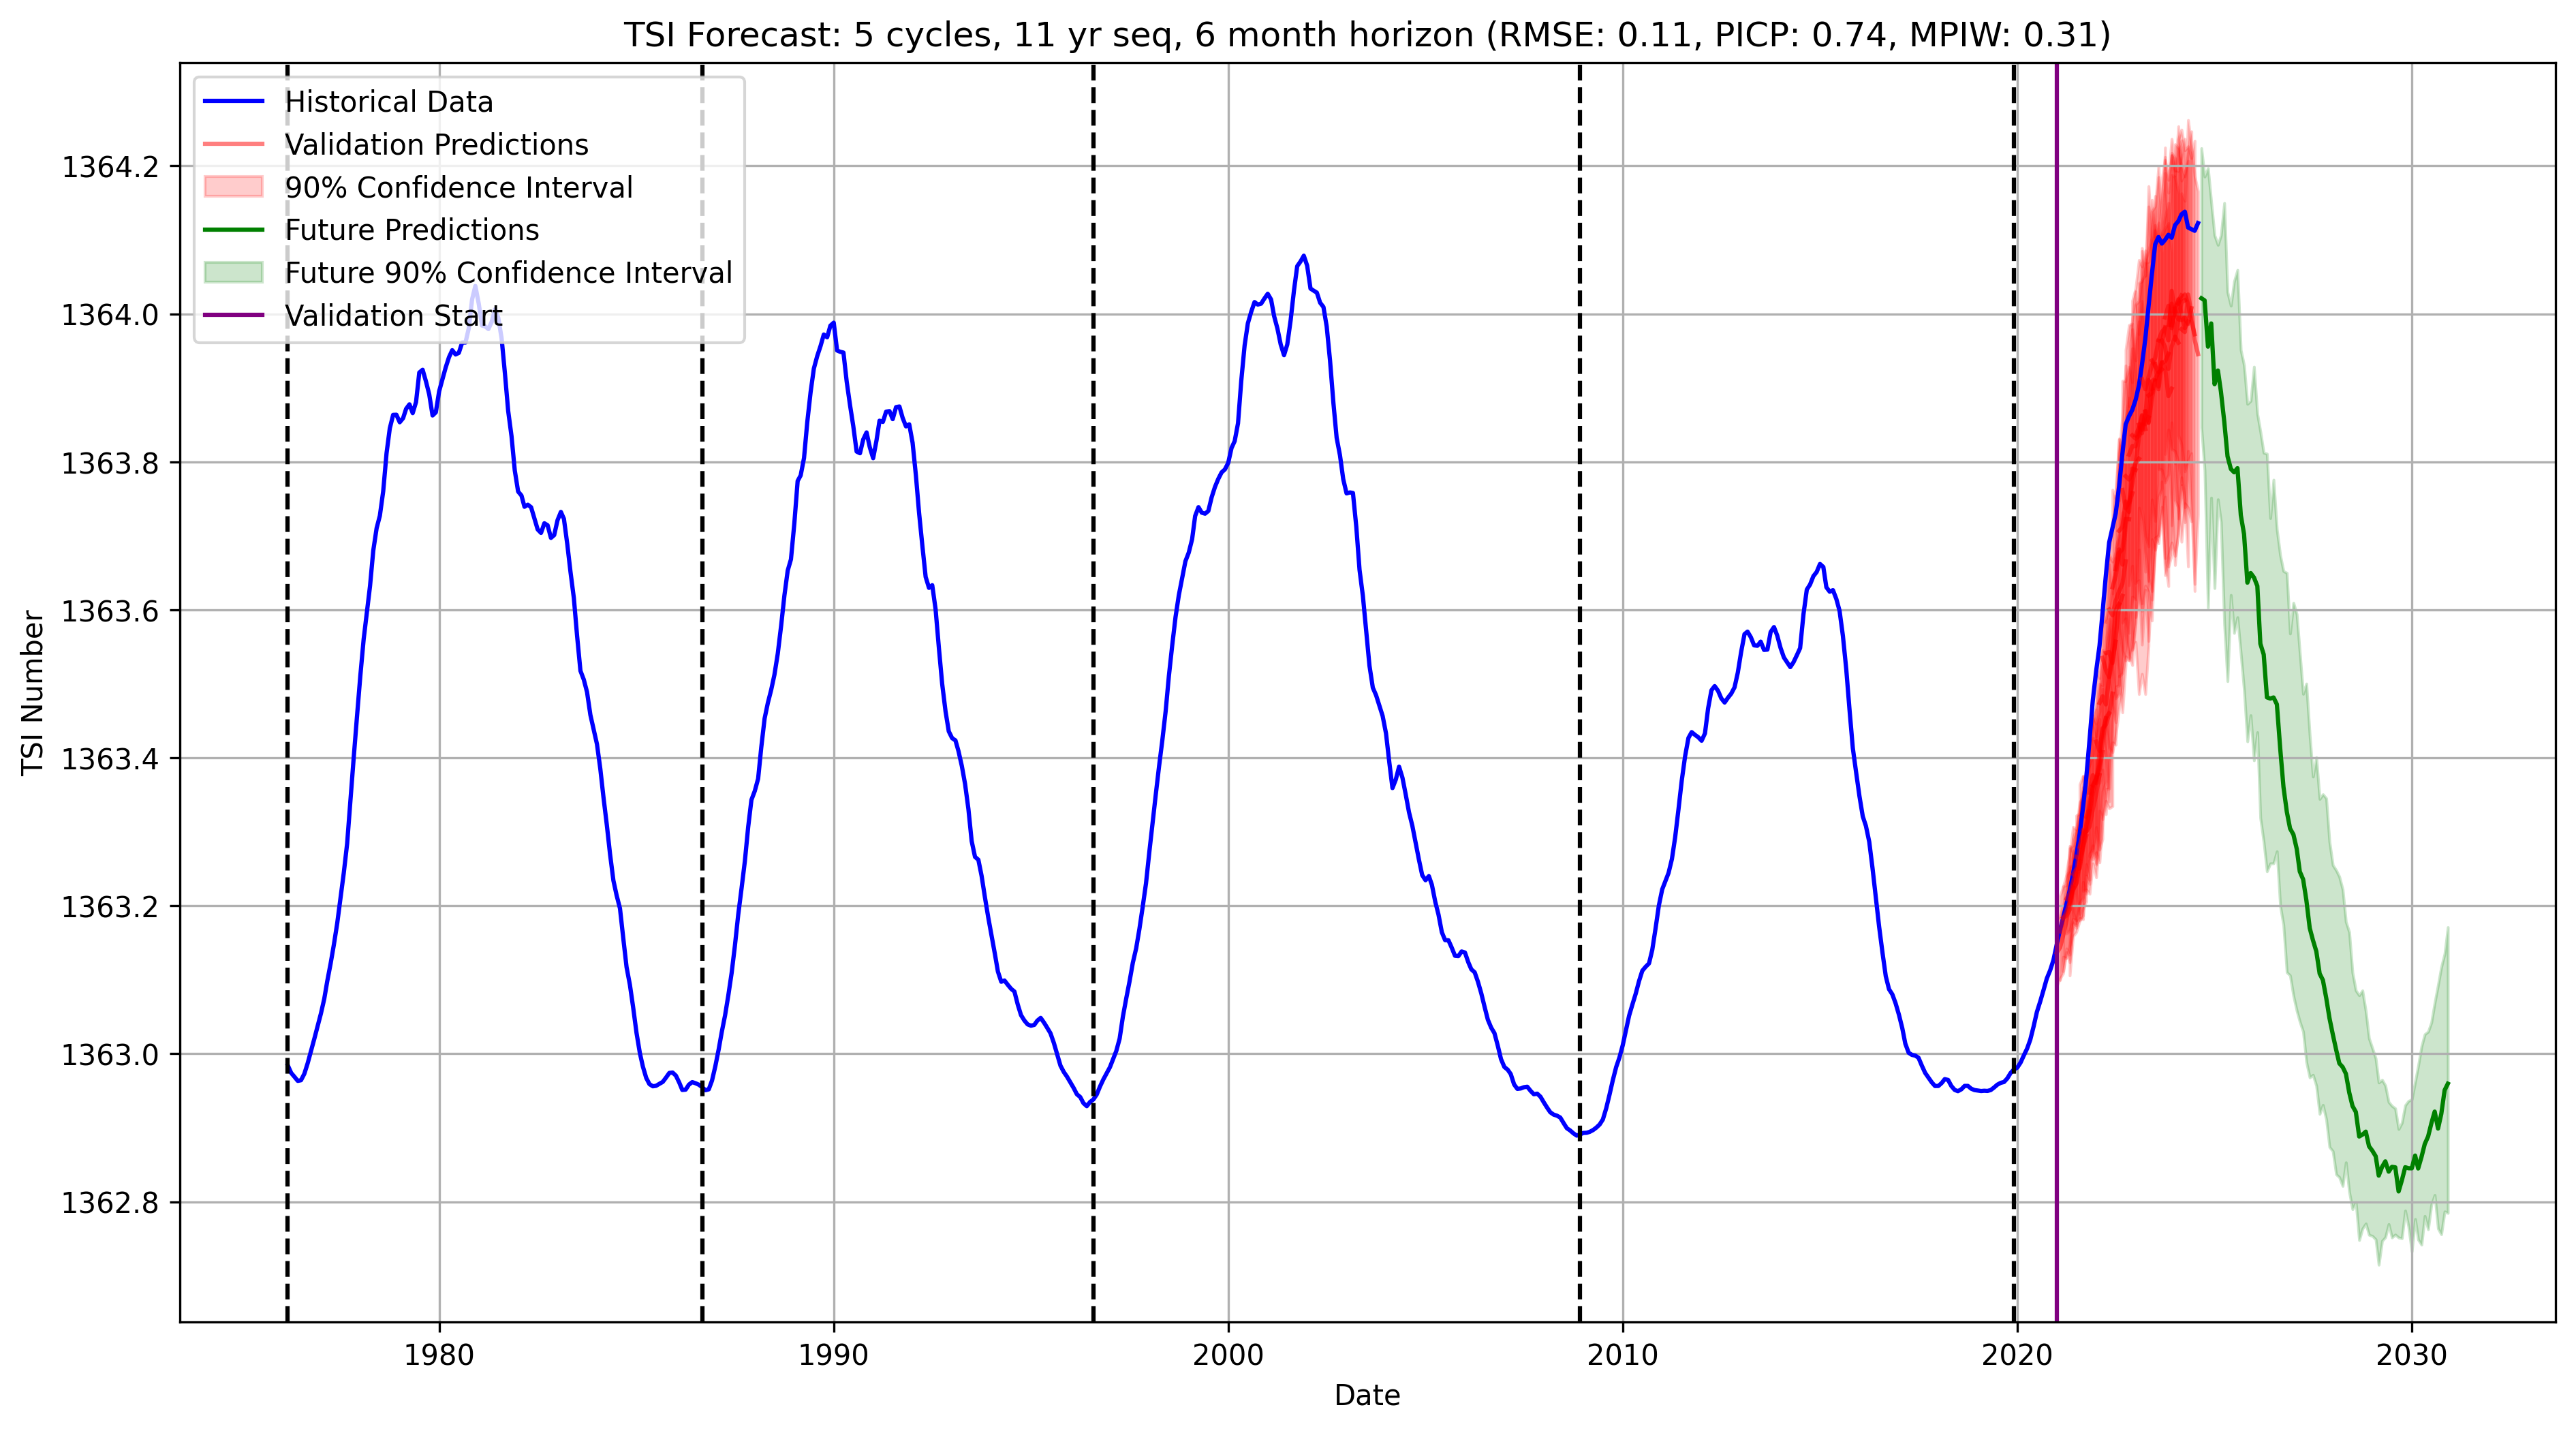 TSI Forecast: 5 cycles, 11 yr seq, 6 month horizon (RMSE: 0.11, PICP: 0.74, MPIW: 0.31)
Historical Data
Validation Predictions
90% Confidence Interval
Future Predictions
Future 90% Confidence Interval
Validation Start
TSI Number
1364.2
1364.0
1363.8
1363.6
1363.4
1363.2
1363.0
1362.8
1980
1990
2000
2010
2020
2030
Date